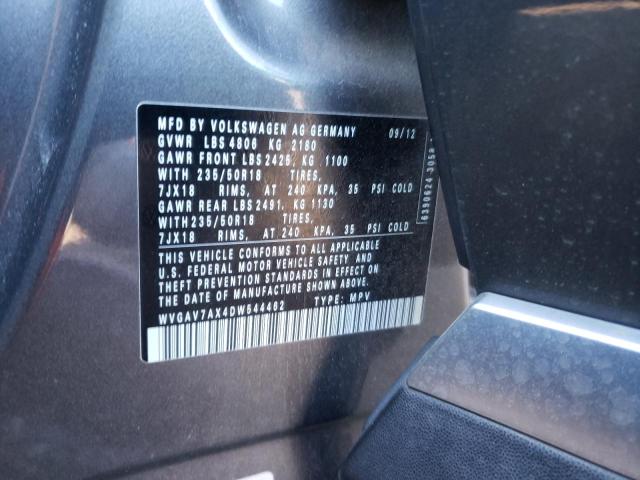 MFD BY VOLKSWAGEN AG GERMANY 09/12
GVWR LBS 4806 KG 2180
GAWR FRONT LBS 2425, KG 1100
WITH 235/50R18 TIRES,
7JX18 RIMS, AT 240 KPA, 35 PSI COLD
GAWR REAR LBS 2491, KG 1130
WITH 235/50R18 TIRES,
7JX18 RIMS, AT 240 KPA, 35 PSI COLD
THIS VEHICLE CONFORMS TO ALL APPLICABLE
U.S. FEDERAL MOTOR VEHICLE SAFETY AND
THEFT PREVENTION STANDARDS IN EFFECT ON
THE DATE OF MANUFACTURE SHOWN ABOVE.
WVGAV7AX4DW544462 TYPE: MPV
6390624-3059